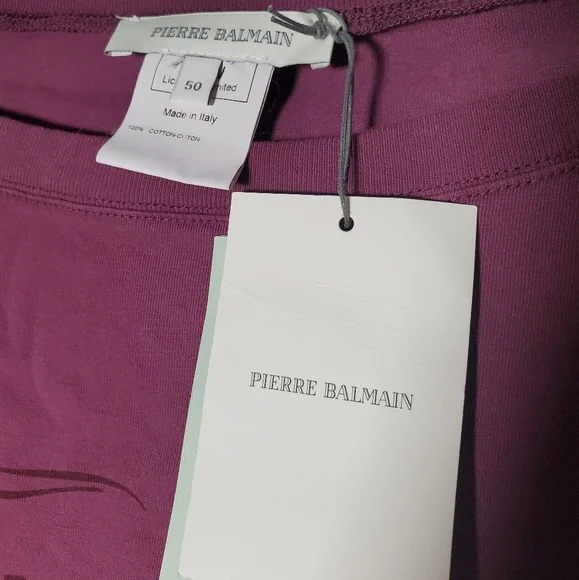 PIERRE BALMAIN
50
Made in Italy
100% COTTON-COTON
PIERRE BALMAIN